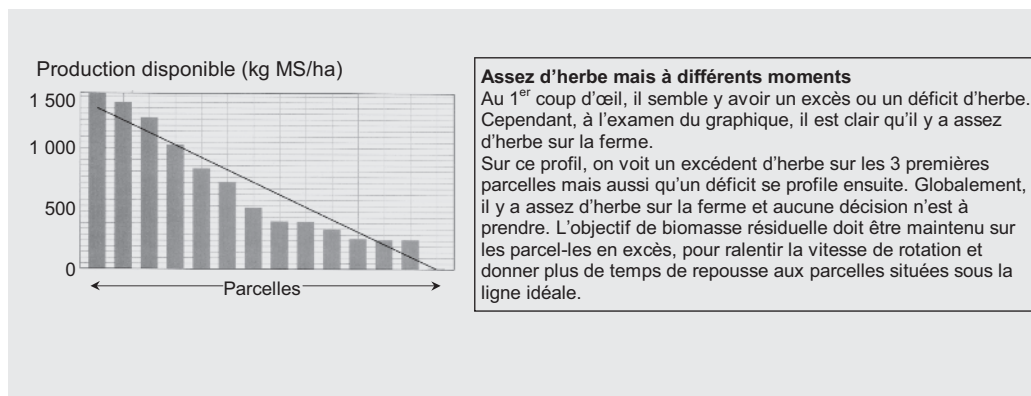 Production disponible (kg MS/ha)
1 500
1 000
500
0
Parcelles
Assez d’herbe mais à différents moments
Au 1er coup d’œil, il semble y avoir un excès ou un déficit d’herbe.
Cependant, à l’examen du graphique, il est clair qu’il y a assez
d’herbe sur la ferme.
Sur ce profil, on voit un excédent d’herbe sur les 3 premières
parcelles mais aussi qu’un déficit se profile ensuite. Globalement,
il y a assez d’herbe sur la ferme et aucune décision n’est à
prendre. L’objectif de biomasse résiduelle doit être maintenu sur
les parcel-les en excès, pour ralentir la vitesse de rotation et
donner plus de temps de repousse aux parcelles situées sous la
ligne idéale.